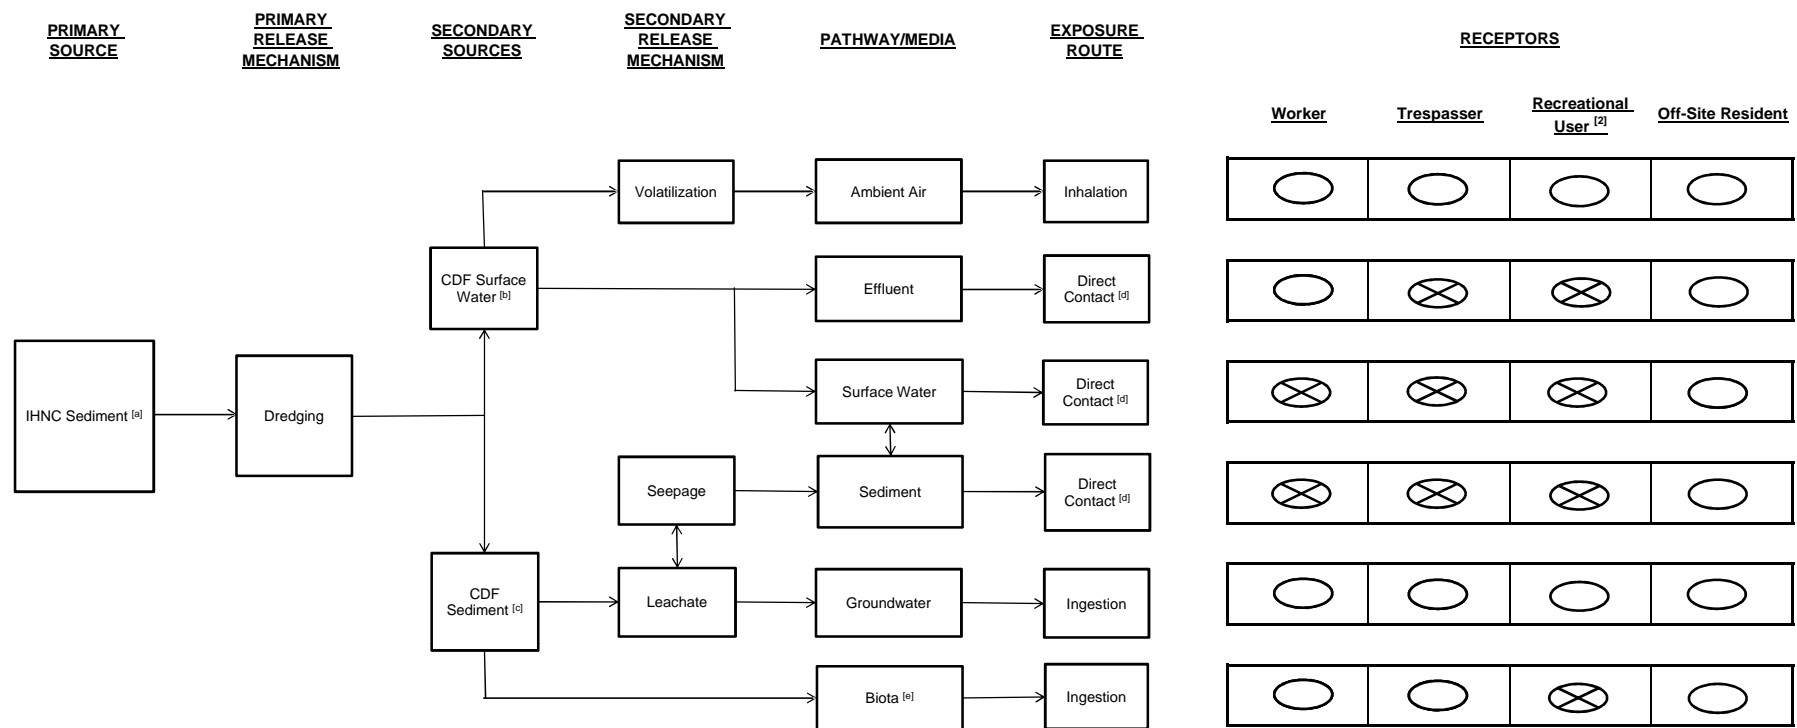 PRIMARY
SOURCE
PRIMARY
RELEASE
MECHANISM
SECONDARY
SOURCES
SECONDARY
RELEASE
MECHANISM
PATHWAY/MEDIA
EXPOSURE
ROUTE
RECEPTORS
Worker
Trespasser
Recreational
User [2]
Off-Site Resident
Volatilization
Ambient Air
Inhalation
CDF Surface
Water [b]
Effluent
Direct
Contact [d]
IHNC Sediment [a]
Dredging
Surface Water
Direct
Contact [d]
Seepage
Sediment
Direct
Contact [d]
CDF
Sediment [c]
Leachate
Groundwater
Ingestion
Biota [e]
Ingestion